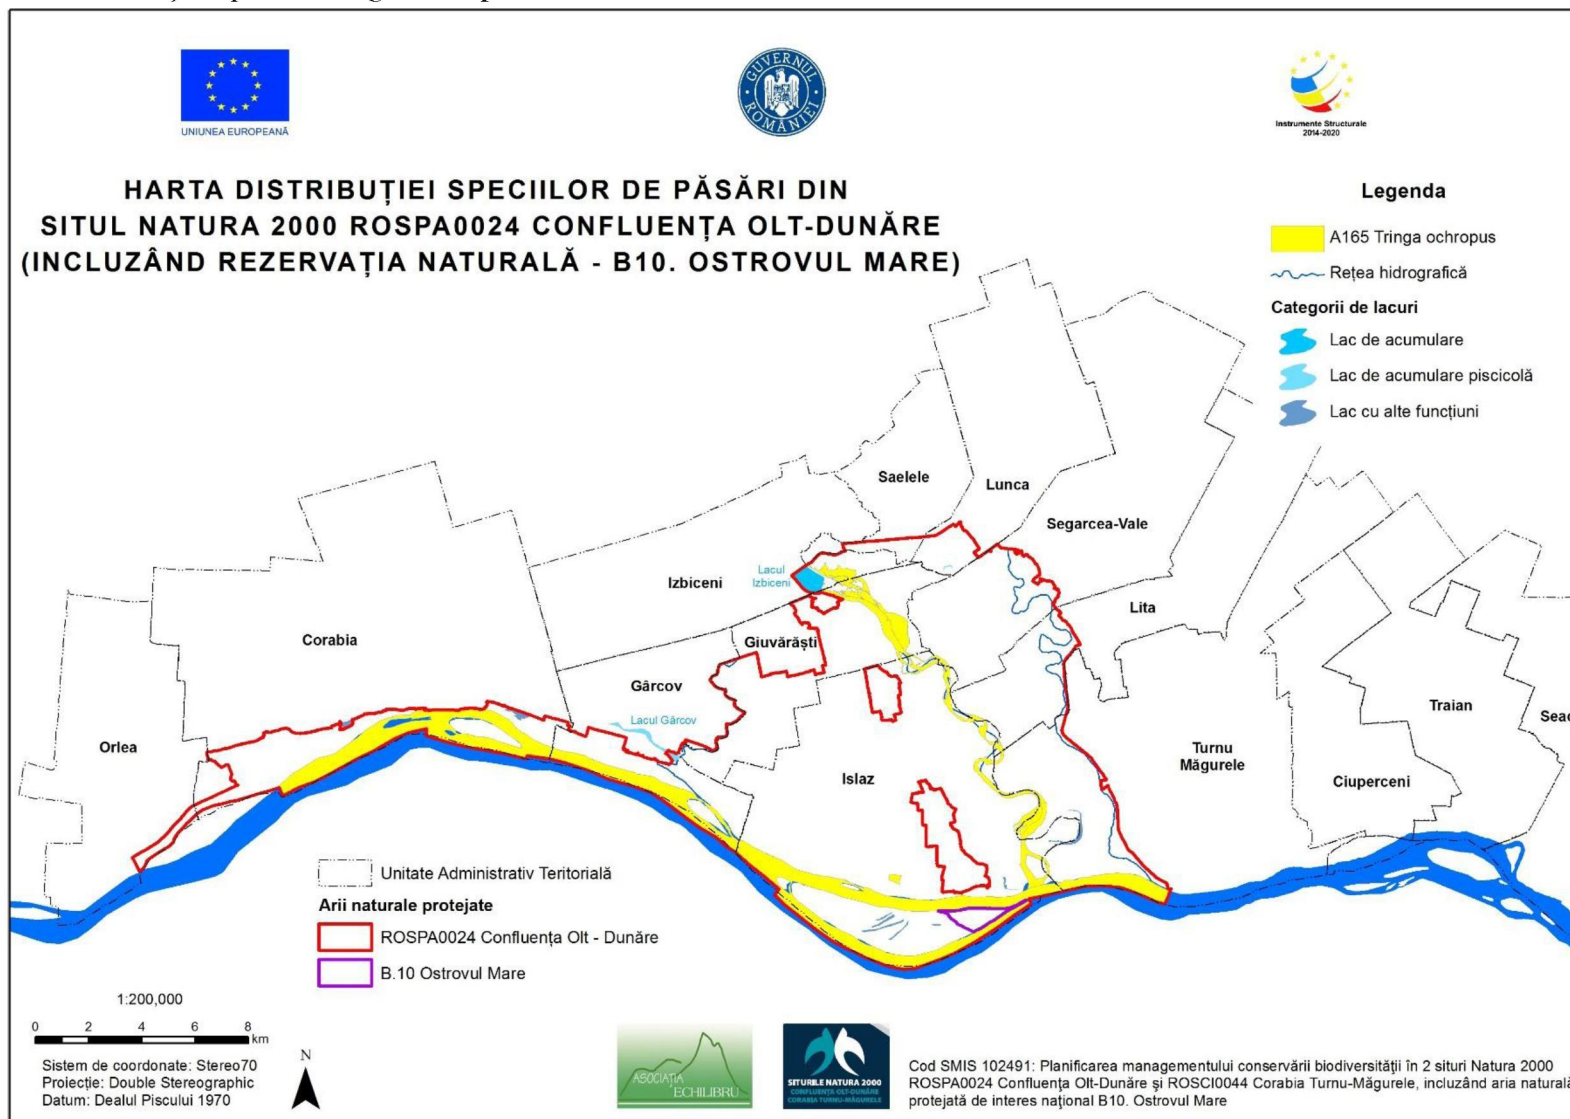 UNIUNEA EUROPEANĂ
GUVERNUL ROMÂNIEI
Instrumente Structurale
2014-2020
HARTA DISTRIBUȚIEI SPECIILOR DE PĂSĂRI DIN
SITUL NATURA 2000 ROSPA0024 CONFLUENȚA OLT-DUNĂRE
(INCLUZÂND REZERVAȚIA NATURALĂ - B10. OSTROVUL MARE)
Legenda
A165 Tringa ochropus
Rețea hidrografică
Categorii de lacuri
Lac de acumulare
Lac de acumulare piscicolă
Lac cu alte funcțiuni
Saelele
Lunca
Segarcea-Vale
Izbiceni
Lacul
Izbiceni
Lita
Corabia
Giuvărăști
Gârcov
Lacul Gârcov
Orlea
Islaz
Turnu
Măgurele
Traian
Ciuperceni
Unitate Administrativ Teritorială
Arii naturale protejate
ROSPA0024 Confluența Olt - Dunăre
B.10 Ostrovul Mare
1:200,000
0 2 4 6 8
km
Sistem de coordonate: Stereo70
Proiecție: Double Stereographic
Datum: Dealul Piscului 1970
N
ASOCIAȚIA
ECHILIBRU
SITURILE NATURA 2000
CONFLUENȚA OLT-DUNĂRE
CORABIA TURNU-MĂGURELE
Cod SMIS 102491: Planificarea managementului conservării biodiversității în 2 situri Natura 2000
ROSPA0024 Confluența Olt-Dunăre și ROSCI0044 Corabia Turnu-Măgurele, incluzând aria naturală
protejată de interes național B10. Ostrovul Mare